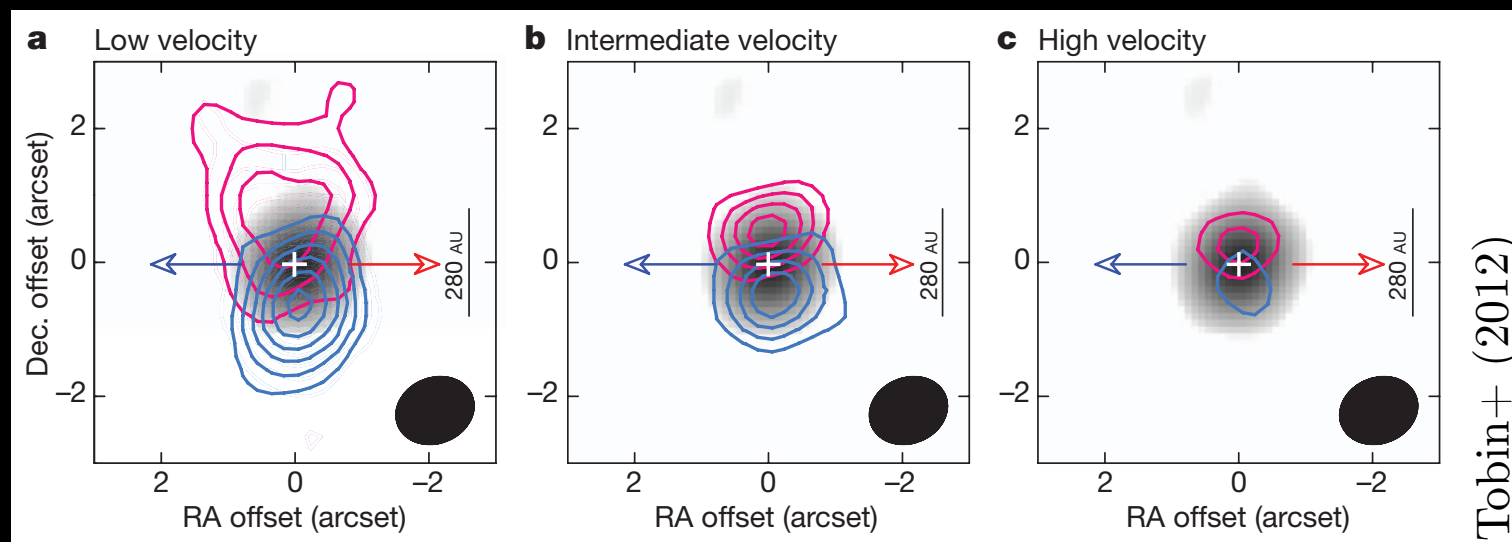 a Low velocity
b Intermediate velocity
c High velocity
Dec. offset (arcset)
2
0
–2
2
0
–2
RA offset (arcset)
280 AU
2
0
–2
2
0
–2
RA offset (arcset)
280 AU
2
0
–2
2
0
–2
RA offset (arcset)
280 AU
Tobin+ (2012)